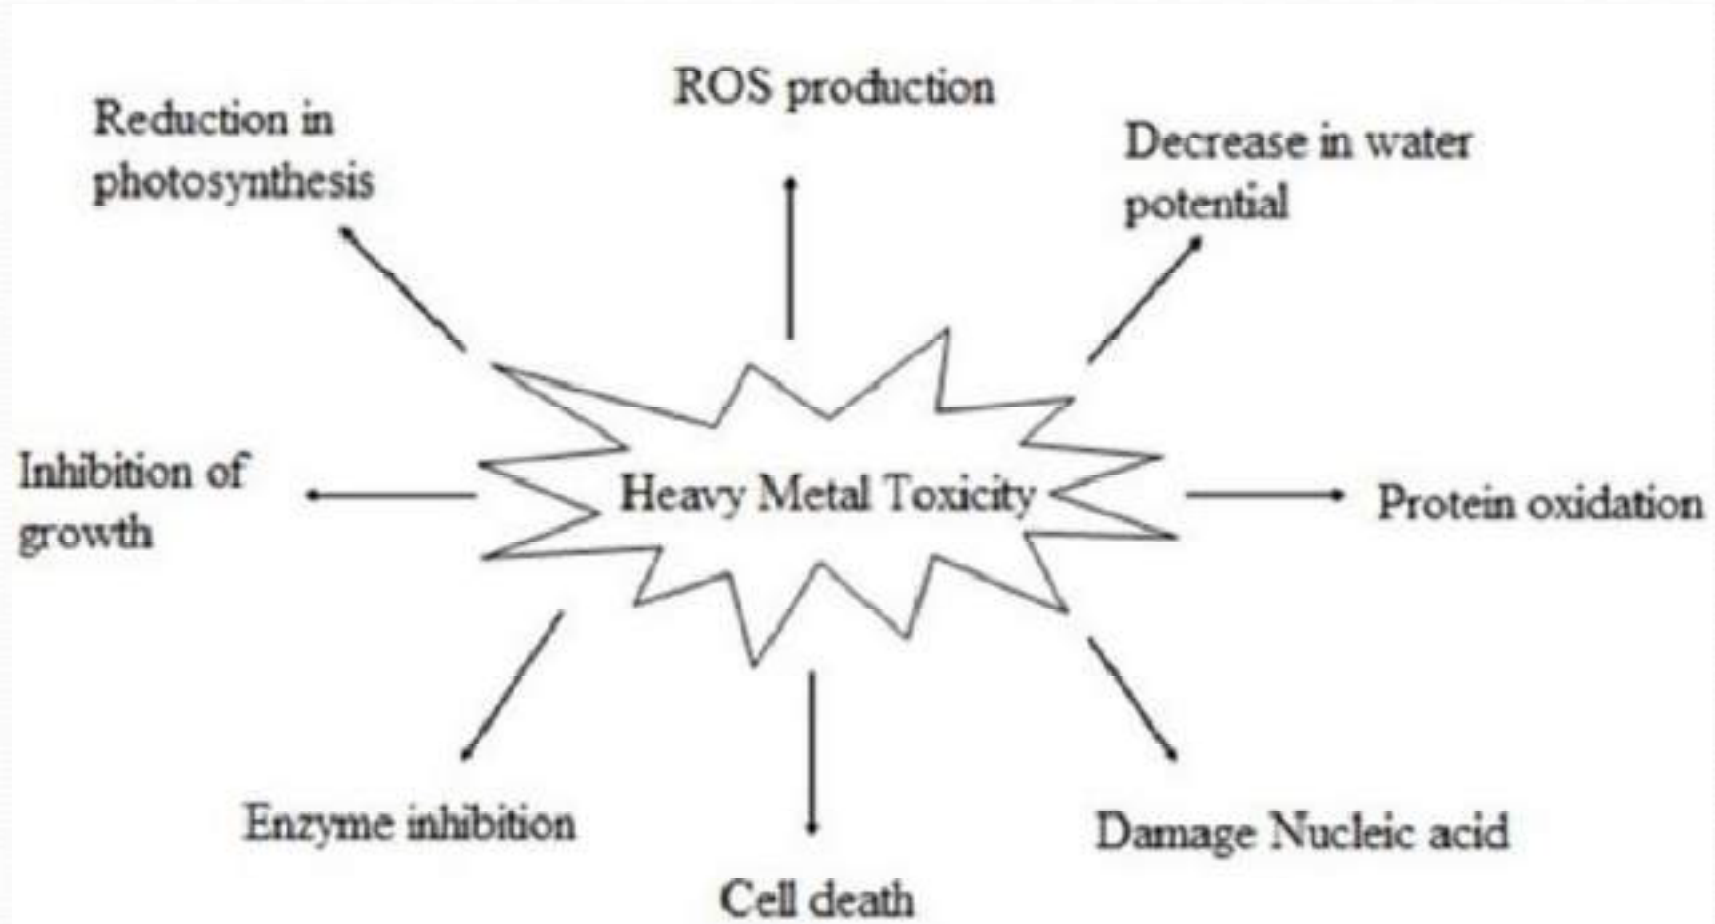 ROS production
Reduction in
photosynthesis
Decrease in water
potential
Inhibition of
growth
Heavy Metal Toxicity
Protein oxidation
Enzyme inhibition
Damage Nucleic acid
Cell death